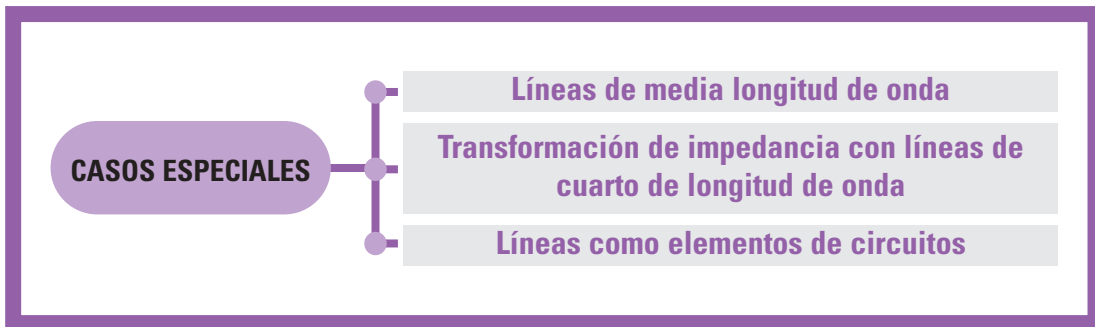 CASOS ESPECIALES
Líneas de media longitud de onda
Transformación de impedancia con líneas de
cuarto de longitud de onda
Líneas como elementos de circuitos